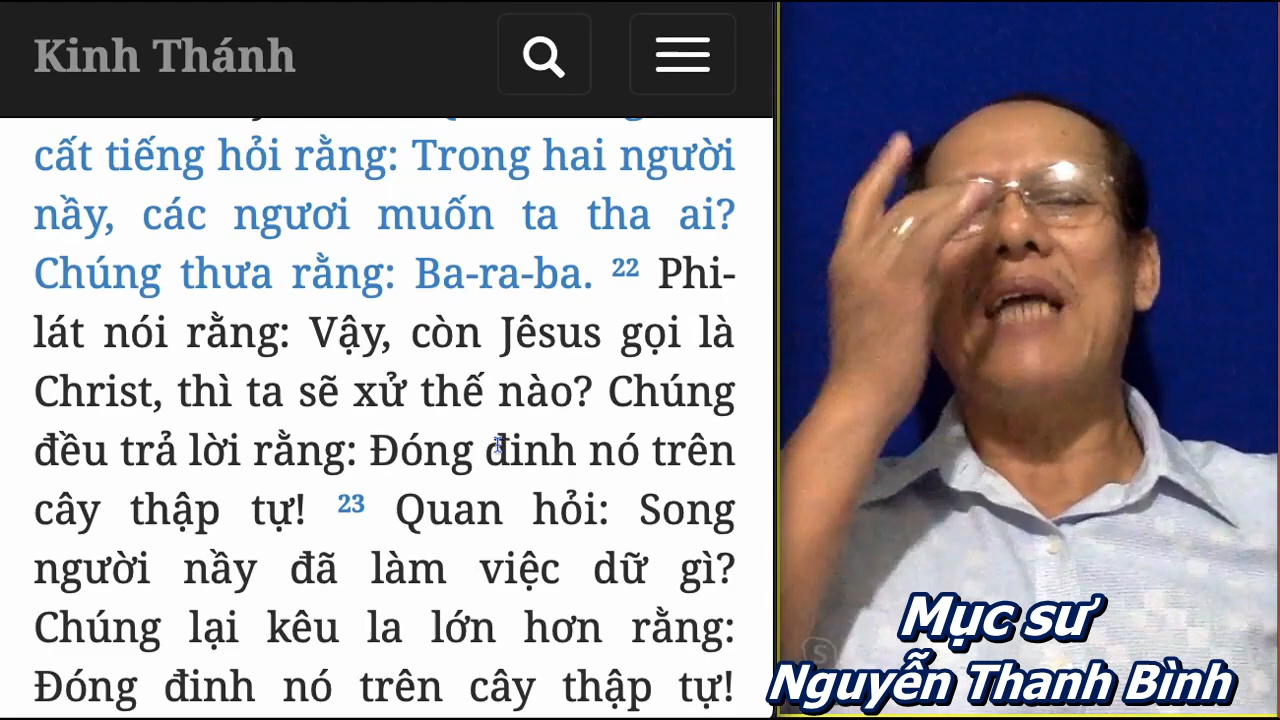 Kinh Thánh
cất tiếng hỏi rằng: Trong hai người
nầy, các ngươi muốn ta tha ai?
Chúng thưa rằng: Ba-ra-ba. 22 Phi-
lát nói rằng: Vậy, còn Jêsus gọi là
Christ, thì ta sẽ xử thế nào? Chúng
đều trả lời rằng: Đóng đinh nó trên
cây thập tự! 23 Quan hỏi: Song
người nầy đã làm việc dữ gì?
Chúng lại kêu la lớn hơn rằng:
Đóng đinh nó trên cây thập tự!
Mục sư
Nguyễn Thanh Bình